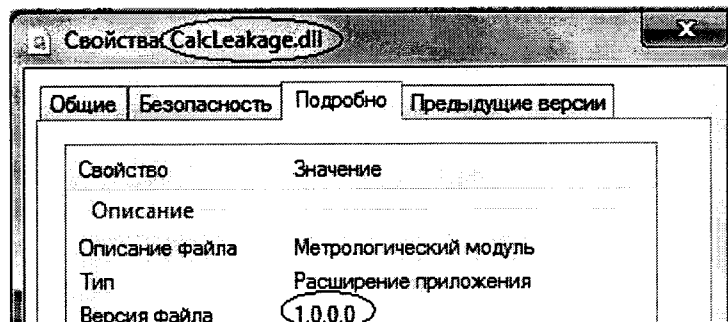 Свойства: CalcLeakage.dll
Общие Безопасность Подробно Предыдущие версии
Свойство Значение
Описание
Описание файла Метрологический модуль
Тип Расширение приложения
Версия файла 1.0.0.0